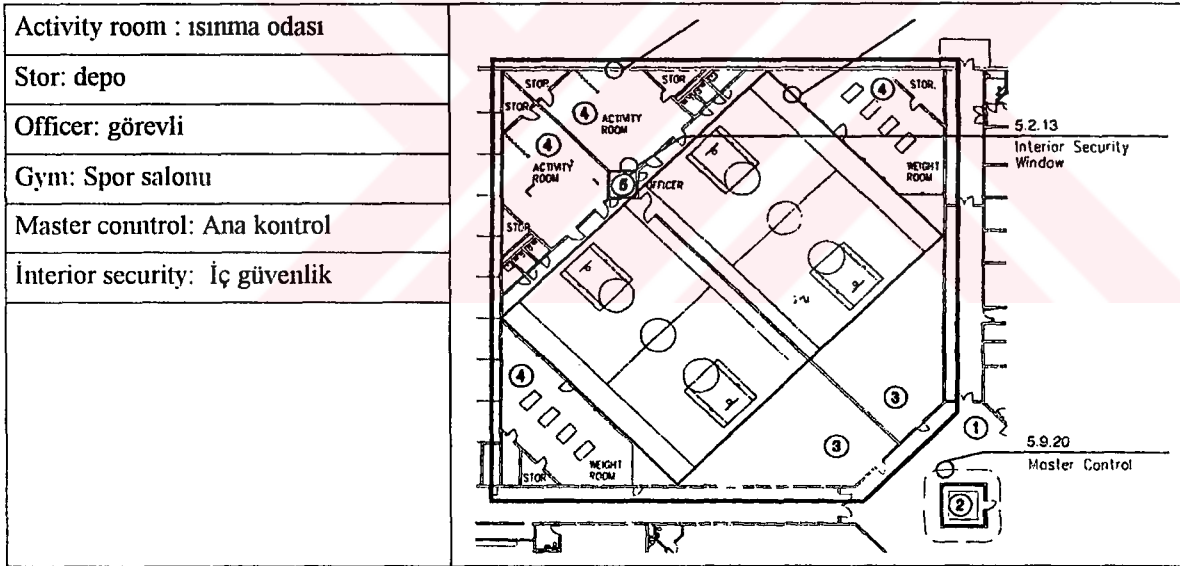 Activity room : ısınma odası
Stor: depo
Officer: görevli
Gym: Spor salonu
Master conntrol: Ana kontrol
İnterior security: İç güvenlik
STOR.
STOR
STOR.
STOR
4
ACTIVITY
ROOM
4
ACTIVITY
ROOM
4
WEIGHT
ROOM
5.2.13
Interior Security
Window
OFFICER
STOR
4
WEIGHT
ROOM
STOR
3
3
1
5.9.20
Master Control
2